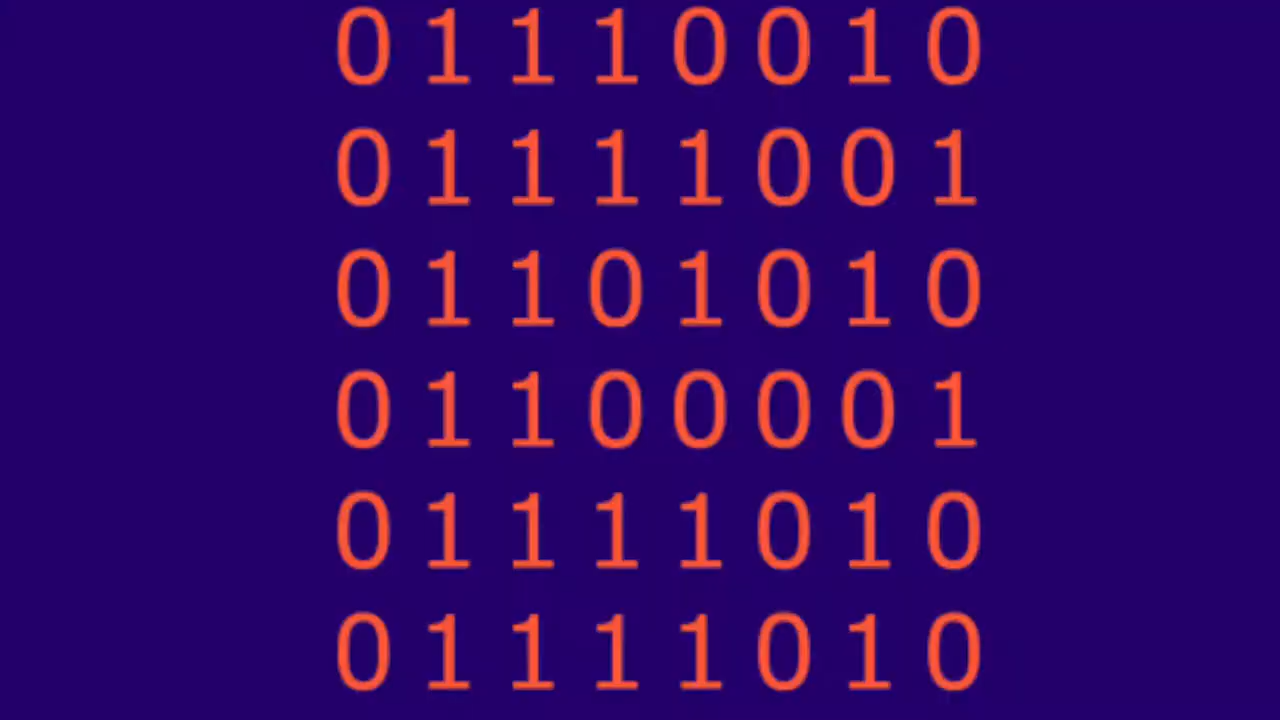 0 1 1 1 0 0 1 0
0 1 1 1 1 0 0 1
0 1 1 0 1 0 1 0
0 1 1 0 0 0 0 1
0 1 1 1 1 0 1 0
0 1 1 1 1 0 1 0